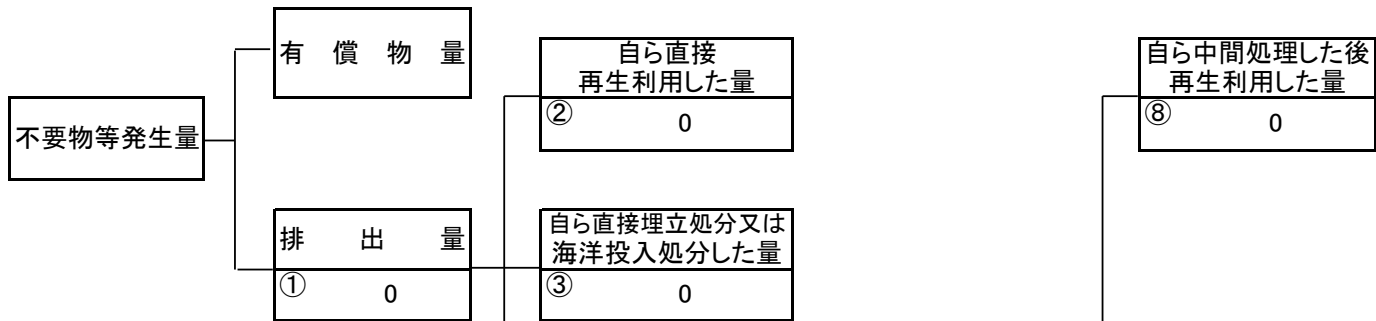 有償物量
自ら直接
再生利用した量
② 0
自ら中間処理した後
再生利用した量
⑧ 0
不要物等発生量
排出量
① 0
自ら直接埋立処分又は
海洋投入処分した量
③ 0